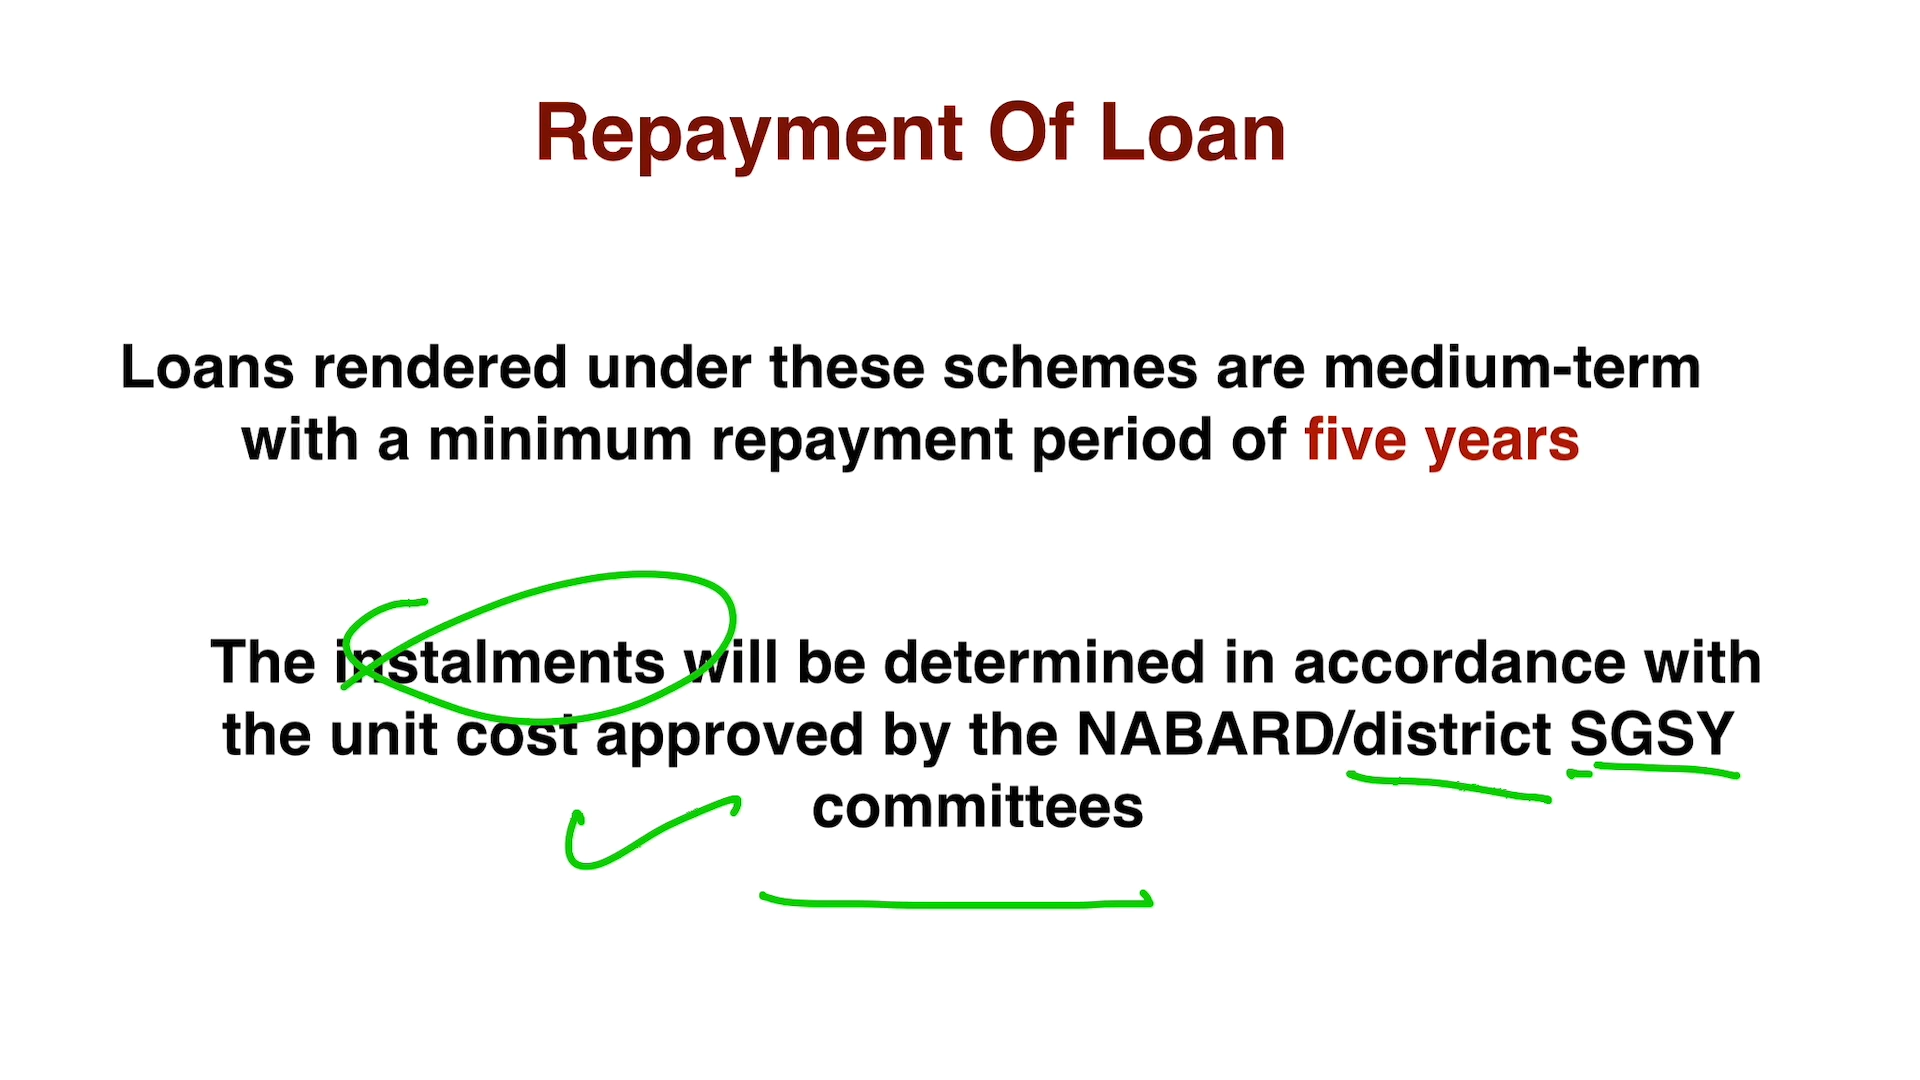 Repayment Of Loan
Loans rendered under these schemes are medium-term
with a minimum repayment period of five years
The instalments will be determined in accordance with
the unit cost approved by the NABARD/district SGSY
committees